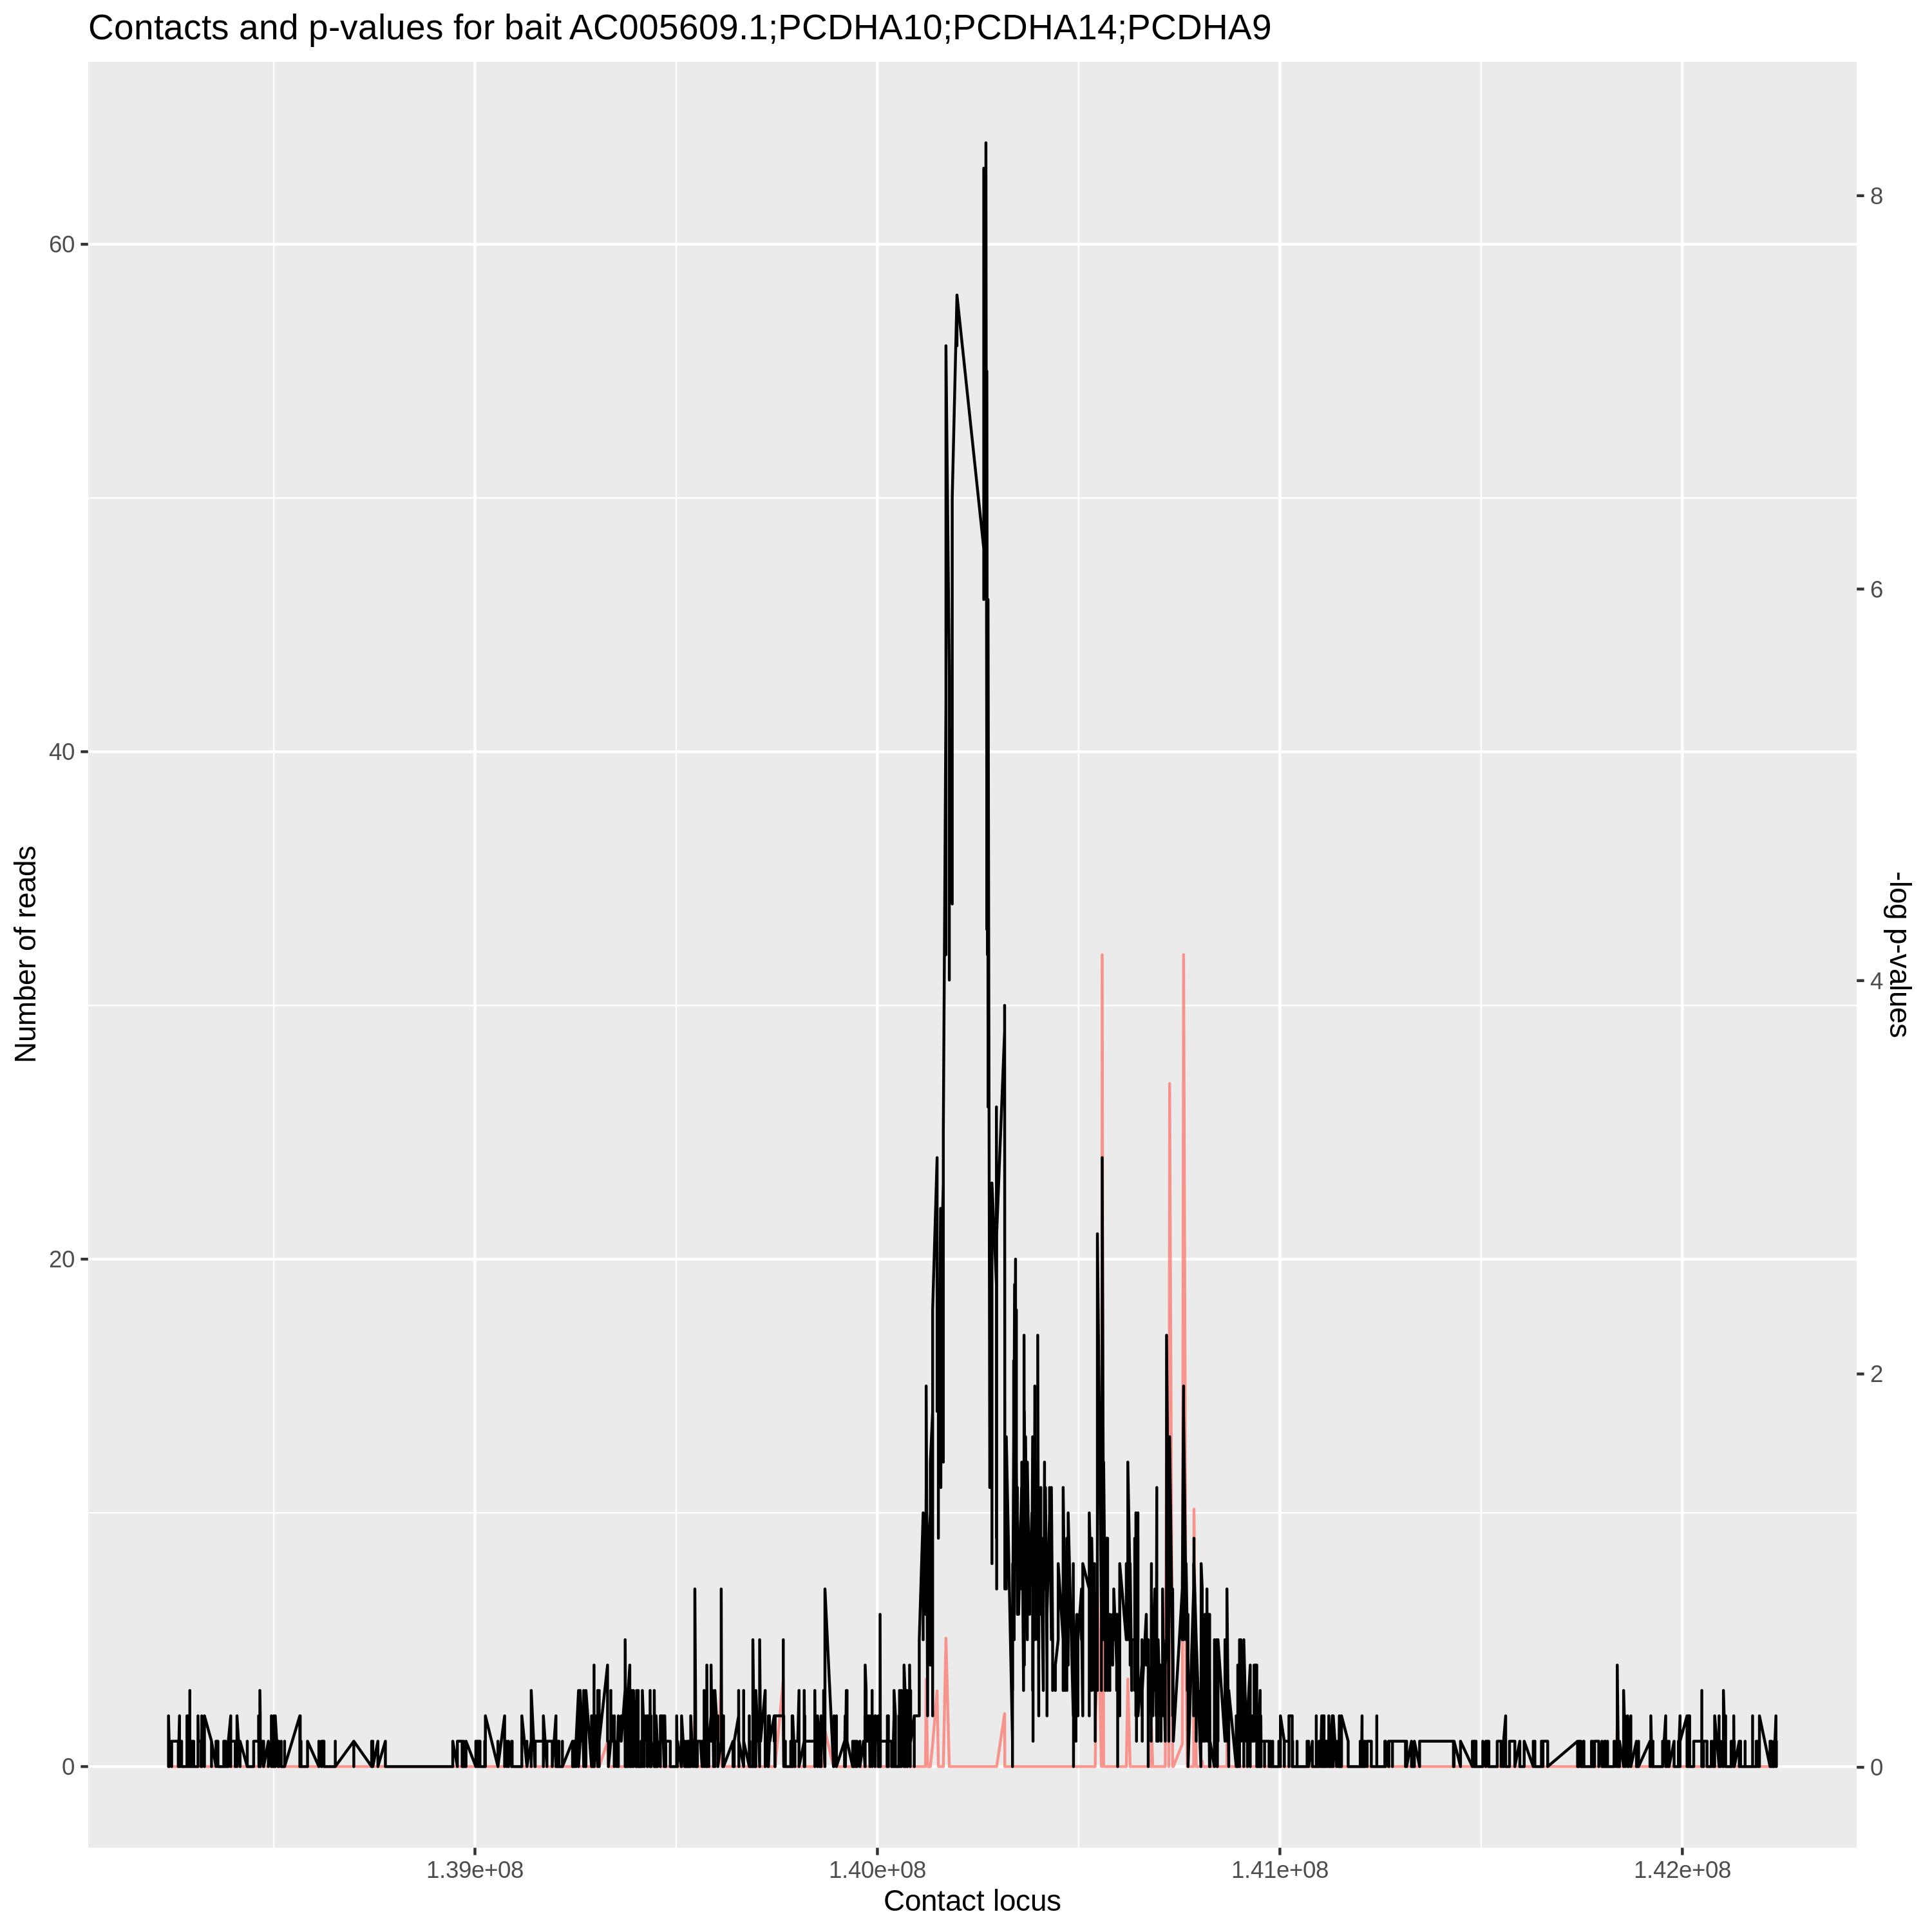 Contacts and p-values for bait AC005609.1;PCDHA10;PCDHA14;PCDHA9
Number of reads
60
40
20
0
8
6
4
2
0
-log p-values
1.39e+08
1.40e+08
1.41e+08
1.42e+08
Contact locus